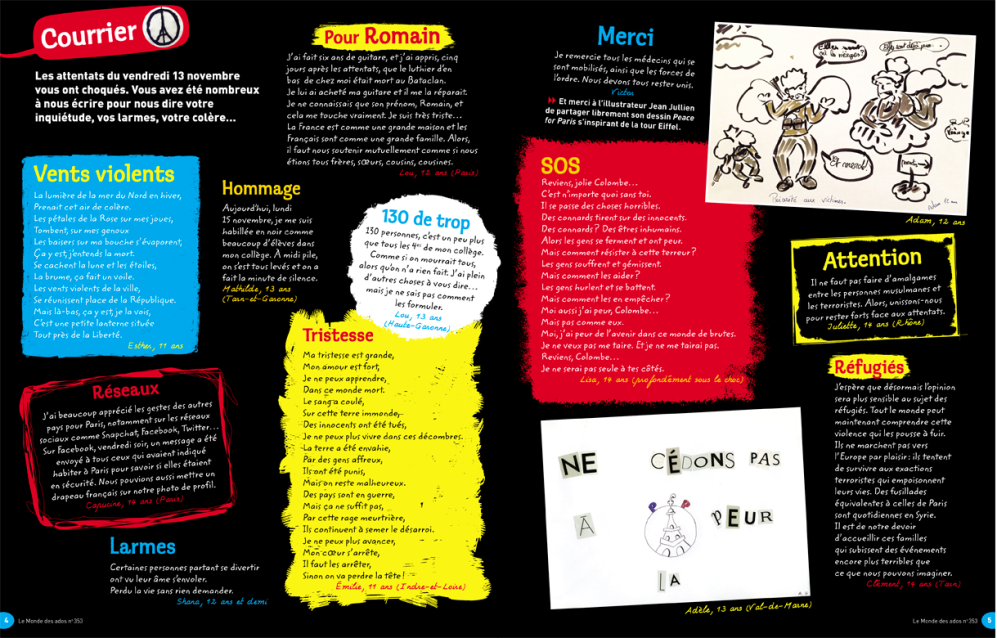 Courrier
Les attentats du vendredi 13 novembre
vous ont choqués. Vous avez été nombreux
à nous écrire pour nous dire votre
inquiétude, vos larmes, votre colère...
Vents violents
La lumière de la mer du Nord en hiver,
Prenait cet air de colère.
Les pétales de la Rose sur mes joues,
Tombent, sur mes genoux
Les baisers sur ma bouche s'évaporent,
Ça y est j'entends la mort.
Se cachent la lune et les étoiles,
La brume, ça fait un voile.
Les vents violents de la ville,
Se réunissent place de la République.
Mais là-bas, ça y est, je la vois,
C'est une petite lanterne située
Tout près de la Liberté.
Esther, 11 ans
Réseaux
J'ai beaucoup apprécié les gestes des autres
pays pour Paris, notamment sur les réseaux
sociaux comme Snapchat, Facebook, Twitter...
Sur Facebook, vendredi soir, un message a été
envoyé à tous ceux qui avaient indiqué
habiter à Paris pour savoir si elles étaient
en sécurité. Nous pouvions aussi mettre un
drapeau français sur notre photo de profil.
Capucine, 14 ans (Paris)
Larmes
Certaines personnes partant se divertir
ont vu leur âme s'envoler.
Perdu la vie sans rien demander.
Shana, 12 ans et demi
Hommage
Aujourd'hui, lundi
15 novembre, je me suis
habillée en noir comme
beaucoup d'élèves dans
mon collège. À midi pile,
on s'est tous levés et on a
fait la minute de silence.
Mathilde, 13 ans
(Tarn-et-Garonne)
Pour Romain
J'ai fait six ans de guitare, et j'ai appris, cinq
jours après les attentats, que le luthier d'en
bas de chez moi était mort au Bataclan.
Je lui ai acheté ma guitare et il me la réparait.
Je ne connaissais que son prénom, Romain, et
cela me touche vraiment. Je suis très triste...
La France est comme une grande maison et les
Français sont comme une grande famille. Alors,
il faut nous soutenir mutuellement comme si nous
étions tous frères, sœurs, cousins, cousines.
Lou, 12 ans (Paris)
130 de trop
130 personnes, c'est un peu plus
que tous les 4es de mon collège.
Comme si on mourrait tous,
alors qu'on n'a rien fait. J'ai plein
d'autres choses à vous dire...
mais je ne sais pas comment
les formuler.
Lou, 13 ans
(Haute-Garonne)
Tristesse
Ma tristesse est grande,
Mon amour est fort,
Je ne peux apprendre,
Dans ce monde mort.
Le sang a coulé,
Sur cette terre immonde,
Des innocents ont été tués,
Je ne peux plus vivre dans ces décombres.
La terre a été envahie,
Par des gens affreux,
Ils ont été punis,
Mais on reste malheureux.
Des pays sont en guerre,
Mais ça ne suffit pas,
Par cette rage meurtrière,
Ils continuent à semer le désarroi.
Je ne peux plus avancer,
Mon cœur s'arrête,
Il faut les arrêter,
Sinon on va perdre la tête !
Émilie, 11 ans (Indre-et-Loire)
Merci
Je remercie tous les médecins qui se
sont mobilisés, ainsi que les forces de
l'ordre. Nous devons tous rester unis.
Victor
Et merci à l'illustrateur Jean Jullien
de partager librement son dessin Peace
for Paris s'inspirant de la tour Eiffel.
SOS
Reviens, jolie Colombe...
C'est n'importe quoi sans toi.
Il se passe des choses horribles.
Des connards tirent sur des innocents.
Des connards ? Des êtres inhumains.
Alors les gens se ferment et ont peur.
Mais comment résister à cette terreur ?
Les gens souffrent et gémissent.
Mais comment les aider ?
Les gens hurlent et se battent.
Mais comment les en empêcher ?
Moi aussi j'ai peur, Colombe...
Mais pas comme eux.
Moi, j'ai peur de l'avenir dans ce monde de brutes.
Je ne veux pas me taire. Et je ne me tairai pas.
Reviens, Colombe...
Je ne serai pas seule à tes côtés.
Lisa, 14 ans (profondément sous le choc)
Adam, 12 ans
Attention
Il ne faut pas faire d'amalgames
entre les personnes musulmanes et
les terroristes. Alors, unissons-nous
pour rester forts face aux attentats.
Juliette, 14 ans (Rhône)
Réfugiés
J'espère que désormais l'opinion
sera plus sensible au sujet des
réfugiés. Tout le monde peut
maintenant comprendre cette
violence qui les pousse à fuir.
Ils ne marchent pas vers
l'Europe par plaisir : ils tentent
de survivre aux exactions
terroristes qui empoisonnent
leurs vies. Des fusillades
équivalentes à celles de Paris
sont quotidiennes en Syrie.
Il est de notre devoir
d'accueillir ces familles
qui subissent des événements
encore plus terribles que
ce que nous pouvons imaginer.
Clément, 14 ans (Tarn)
NE CÉDONS PAS
À LA PEUR
Adèle, 13 ans (Val-de-Marne)
4 Le Monde des ados n°353
Le Monde des ados n°353 5